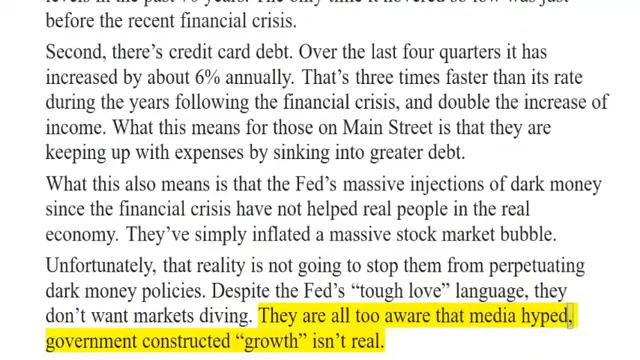 before the recent financial crisis.
Second, there’s credit card debt. Over the last four quarters it has
increased by about 6% annually. That’s three times faster than its rate
during the years following the financial crisis, and double the increase of
income. What this means for those on Main Street is that they are
keeping up with expenses by sinking into greater debt.
What this also means is that the Fed’s massive injections of dark money
since the financial crisis have not helped real people in the real
economy. They’ve simply inflated a massive stock market bubble.
Unfortunately, that reality is not going to stop them from perpetuating
dark money policies. Despite the Fed’s “tough love” language, they
don’t want markets diving. They are all too aware that media hyped,
government constructed “growth” isn’t real.